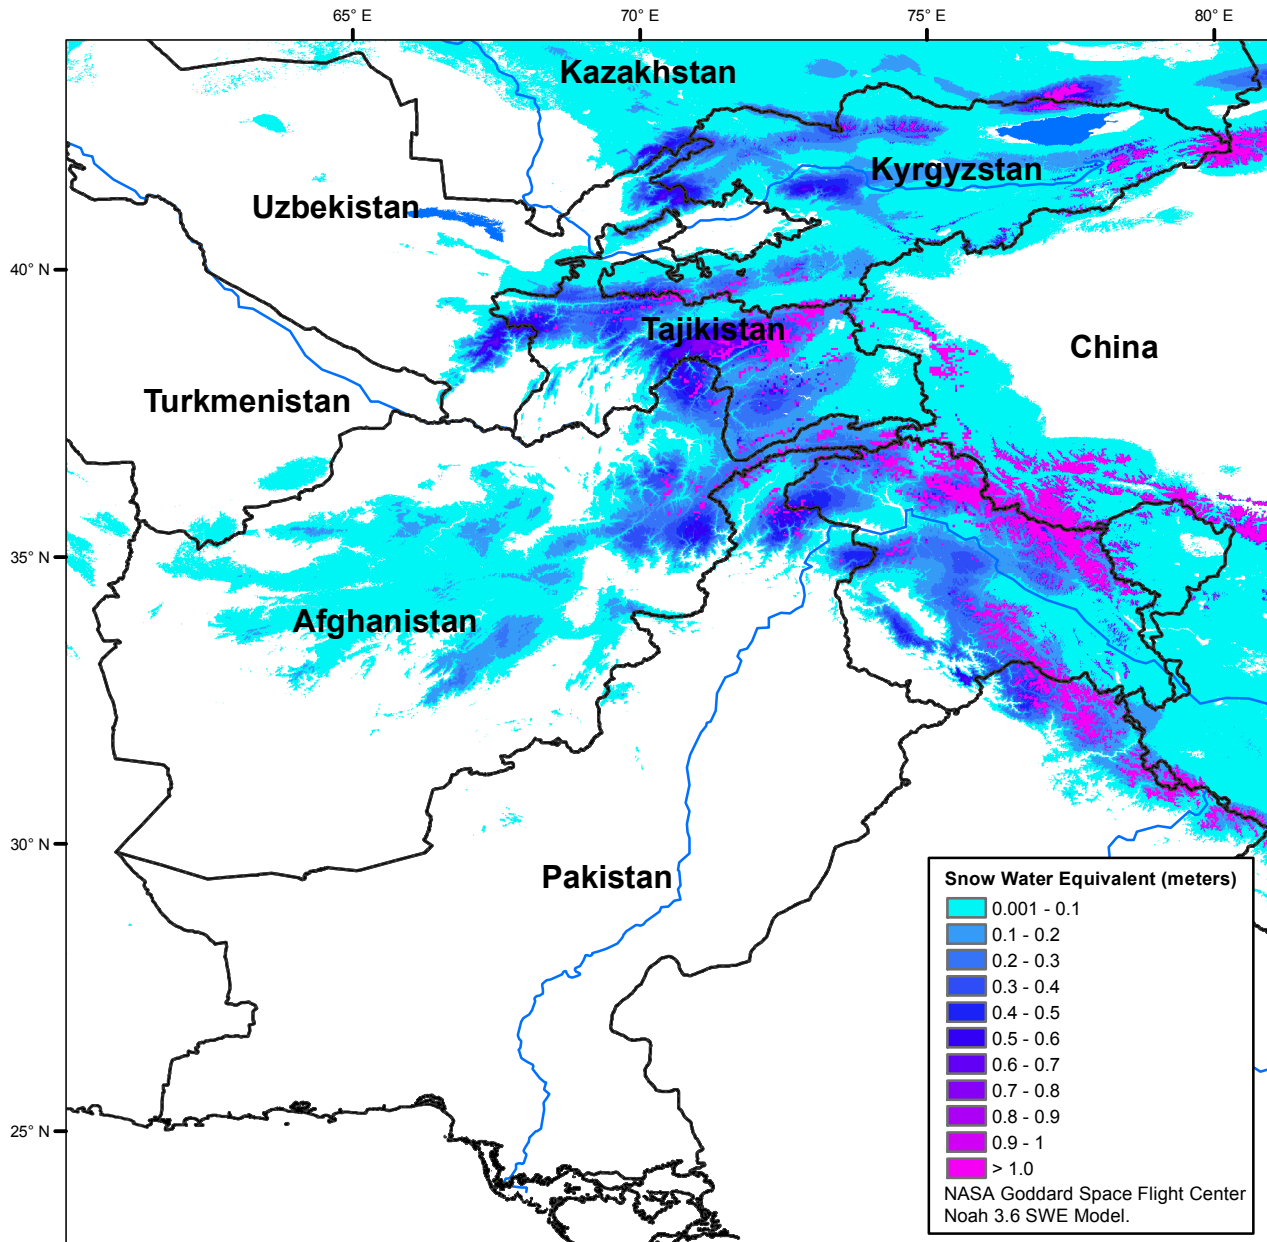 65° E
70° E
75° E
80° E
Kazakhstan
Kyrgyzstan
Uzbekistan
40° N
Tajikistan
China
Turkmenistan
35° N
Afghanistan
30° N
Pakistan
25° N
Snow Water Equivalent (meters)
0.001 - 0.1
0.1 - 0.2
0.2 - 0.3
0.3 - 0.4
0.4 - 0.5
0.5 - 0.6
0.6 - 0.7
0.7 - 0.8
0.8 - 0.9
0.9 - 1
> 1.0
NASA Goddard Space Flight Center
Noah 3.6 SWE Model.